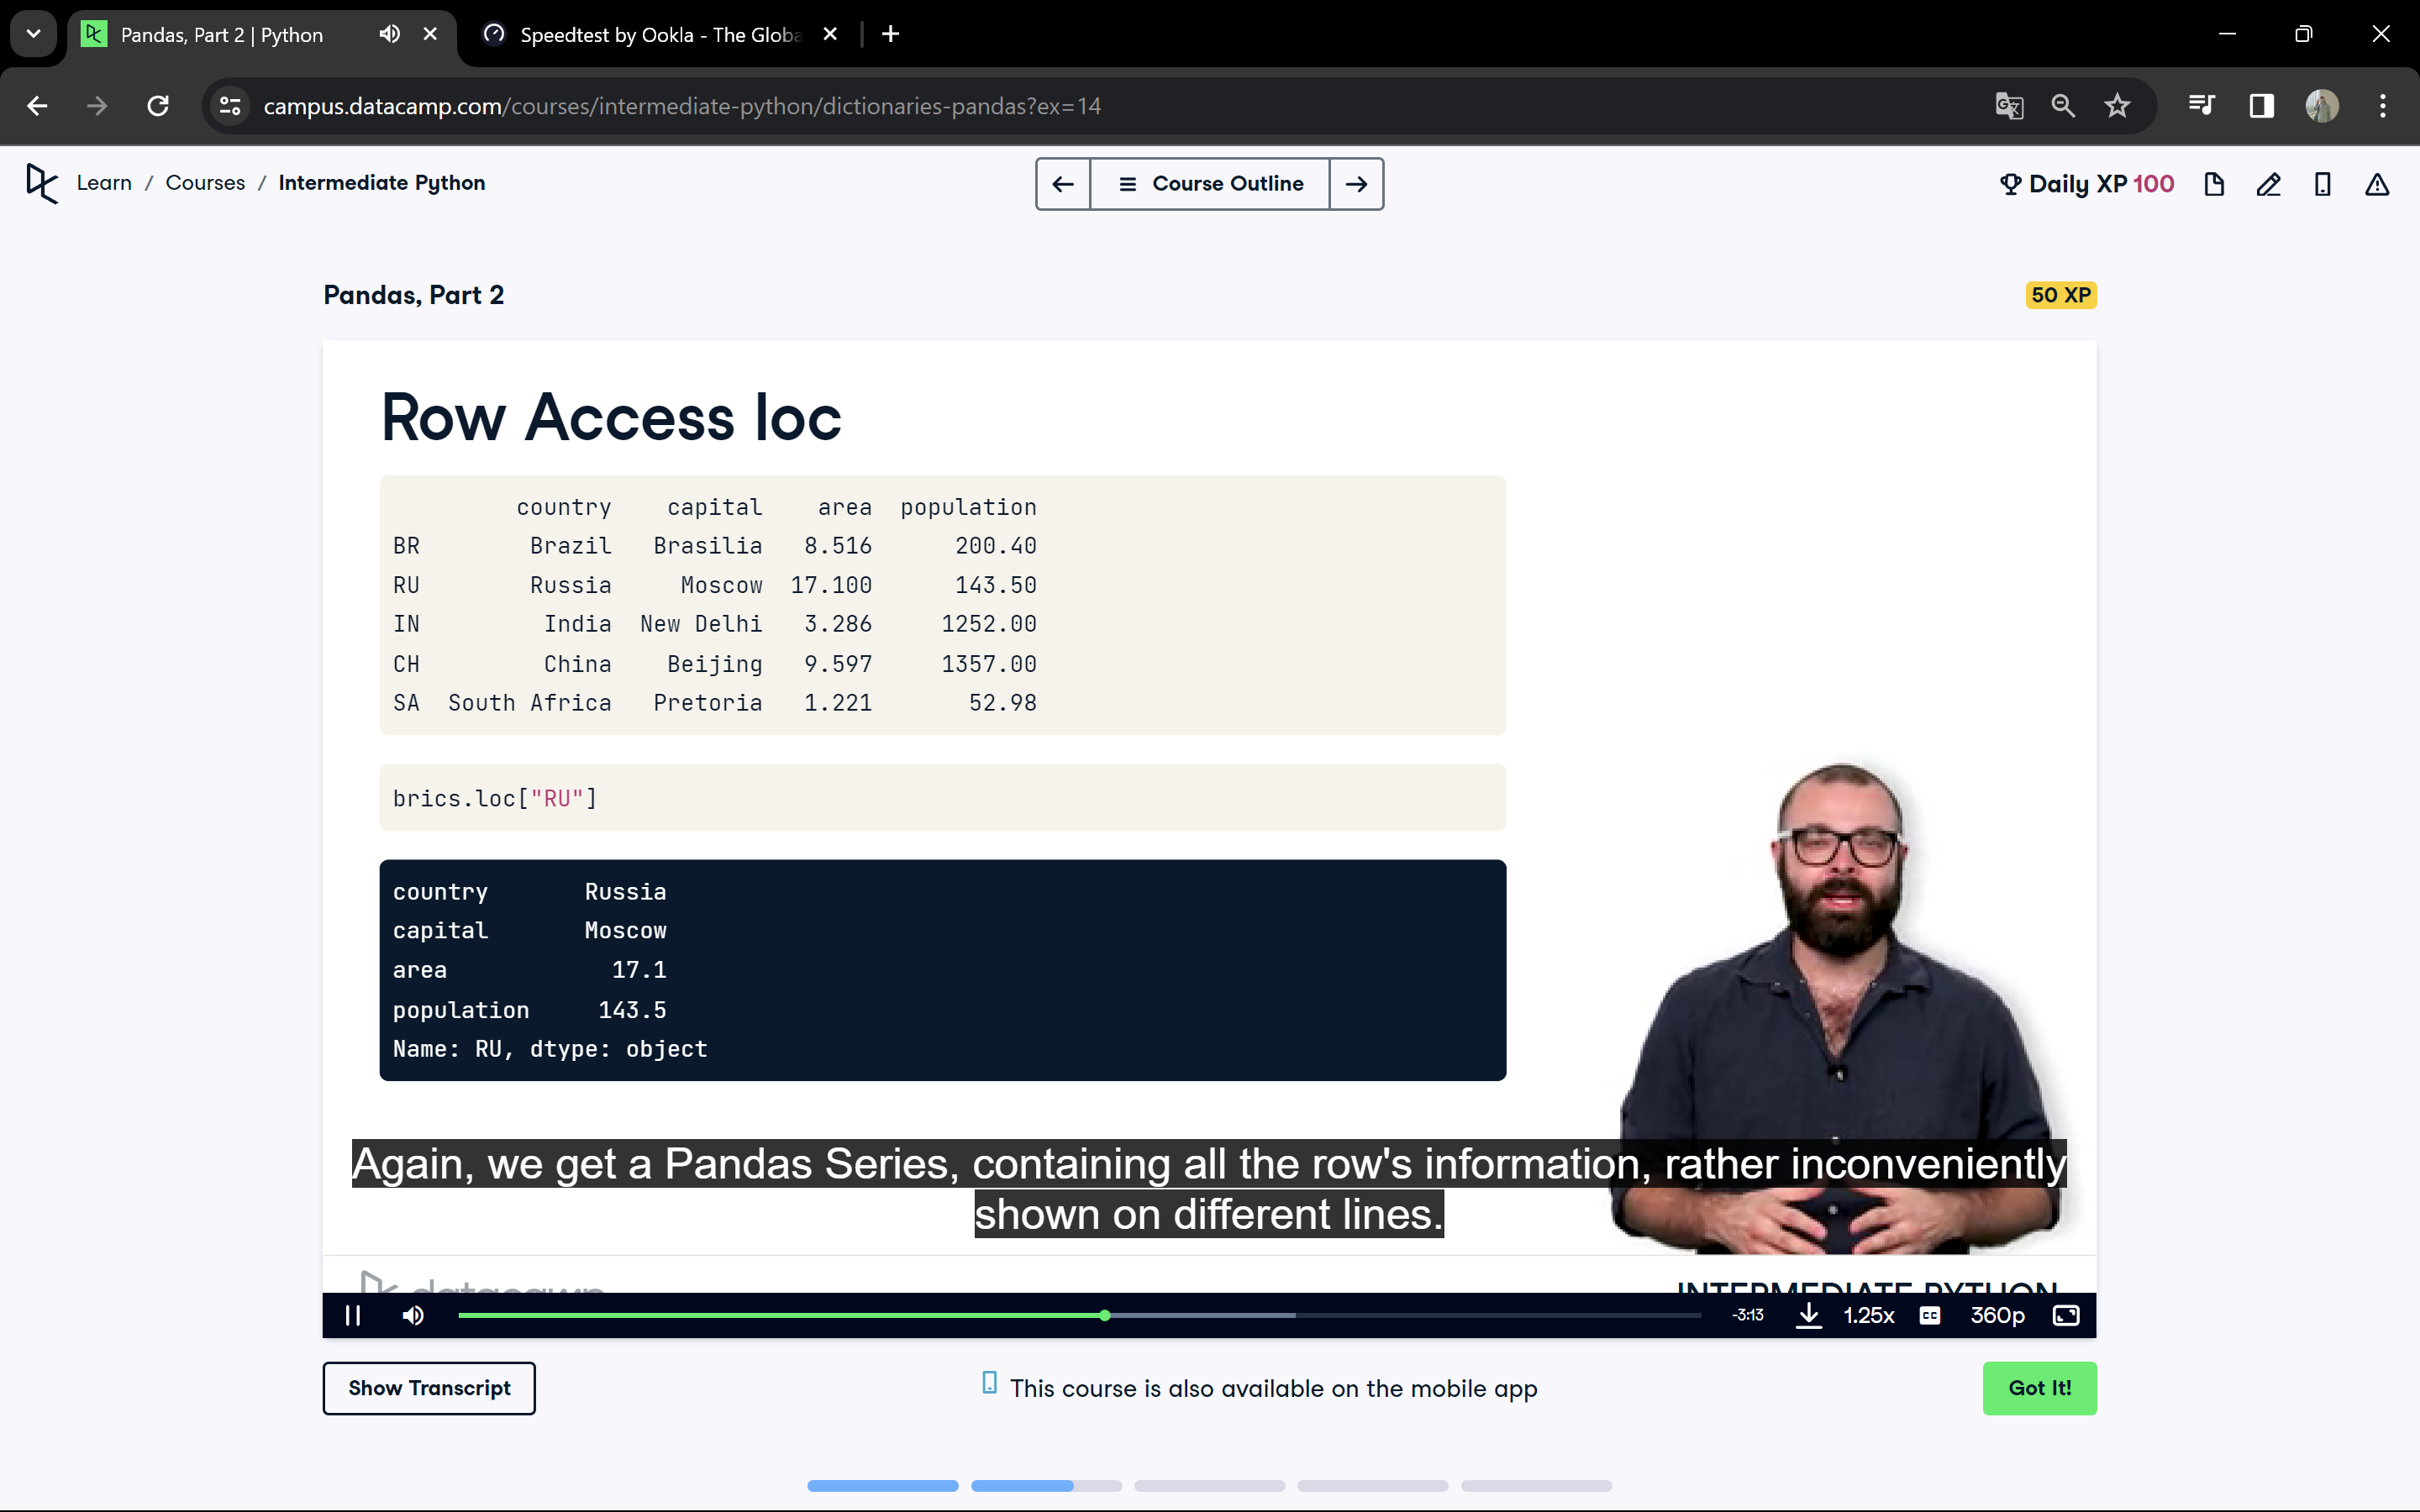 Pandas, Part 2 | Python
Speedtest by Ookla - The Globa
campus.datacamp.com/courses/intermediate-python/dictionaries-pandas?ex=14
Learn / Courses / Intermediate Python
Course Outline
Daily XP 100
Pandas, Part 2
50 XP
Row Access loc
country capital area population
BR Brazil Brasilia 8.516 200.40
RU Russia Moscow 17.100 143.50
IN India New Delhi 3.286 1252.00
CH China Beijing 9.597 1357.00
SA South Africa Pretoria 1.221 52.98
brics.loc["RU"]
country Russia
capital Moscow
area 17.1
population 143.5
Name: RU, dtype: object
Again, we get a Pandas Series, containing all the row's information, rather inconveniently
shown on different lines.
datacamp
INTERMEDIATE PYTHON
-3:13
1.25x
CC
360p
Show Transcript
This course is also available on the mobile app
Got It!